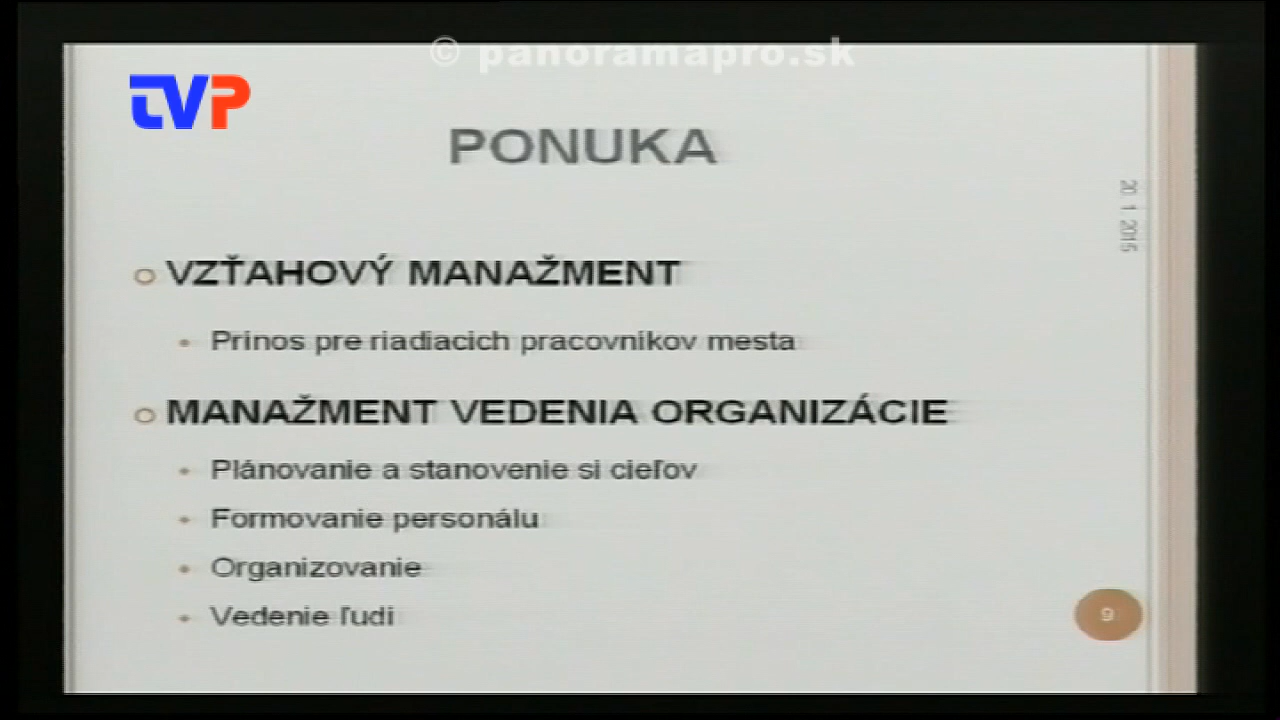 © panoramapro.sk
TVP
PONUKA
20. 1. 2015
VZŤAHOVÝ MANAŽMENT
Prínos pre riadiacich pracovníkov mesta
MANAŽMENT VEDENIA ORGANIZÁCIE
Plánovanie a stanovenie si cieľov
Formovanie personálu
Organizovanie
Vedenie ľudí
9